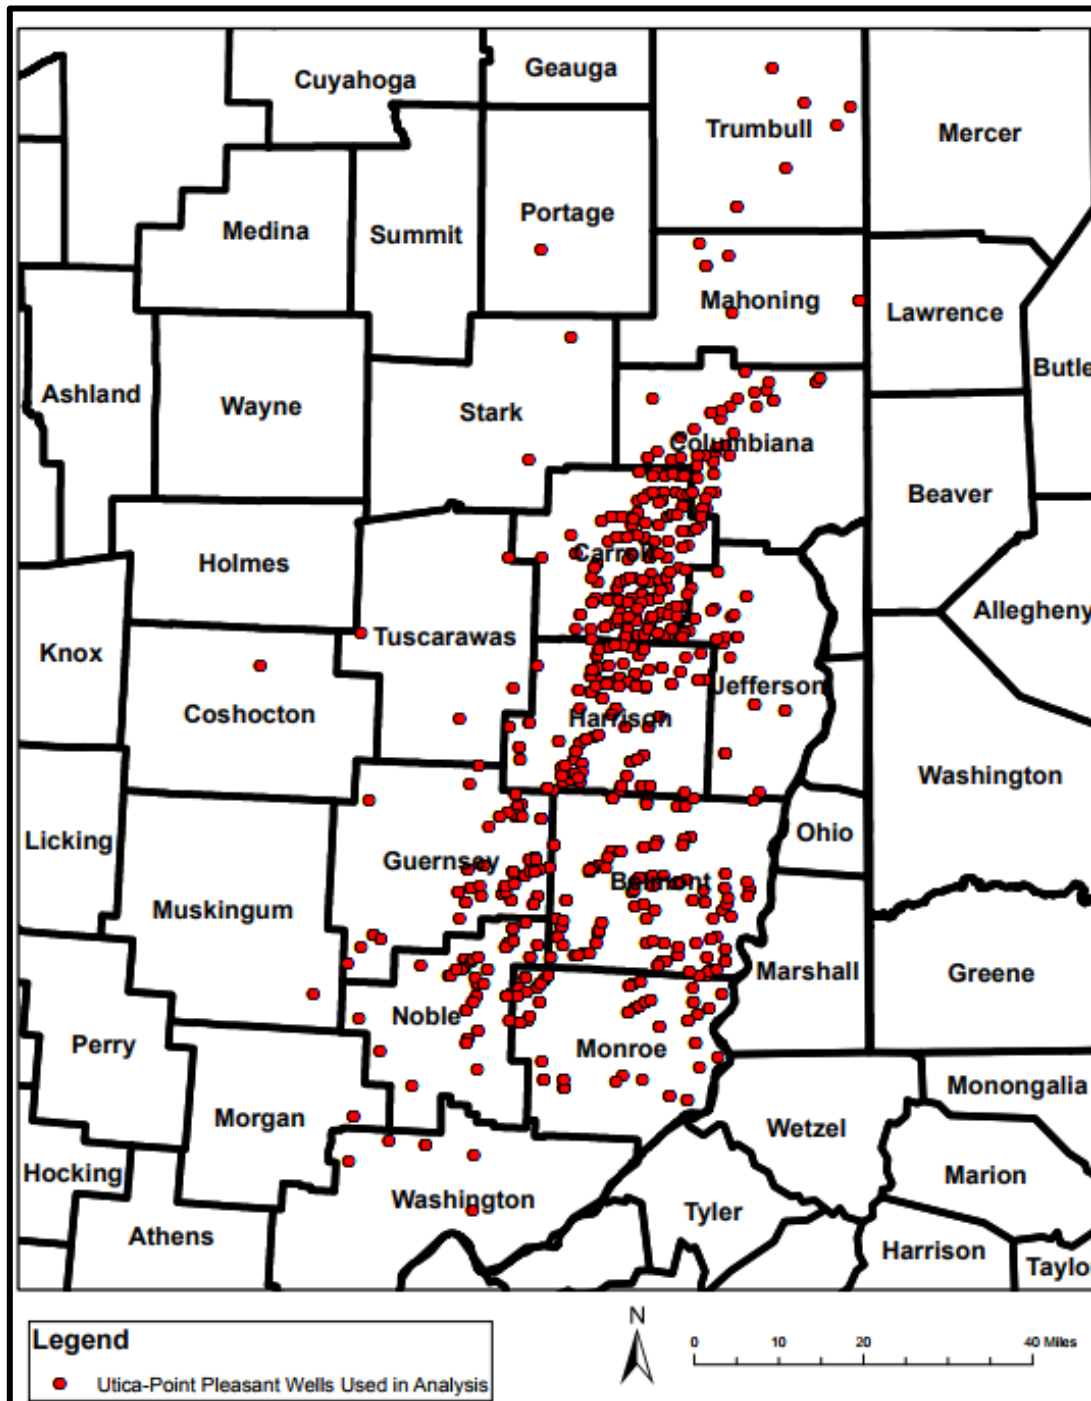 Cuyahoga
Geauga
Trumbull
Mercer
Portage
Medina
Summit
Mahoning
Lawrence
Butle
Ashland
Wayne
Stark
Columbiana
Beaver
Carroll
Holmes
Allegheny
Knox
Tuscarawas
Jefferson
Coshocton
Harrison
Washington
Licking
Ohio
Guernsey
Belmont
Muskingum
Marshall
Greene
Noble
Perry
Monroe
Monongalia
Morgan
Wetzel
Hocking
Marion
Washington
Tyler
Athens
Harrison
Taylo
N
Legend
0 10 20 40 Miles
Utica-Point Pleasant Wells Used in Analysis